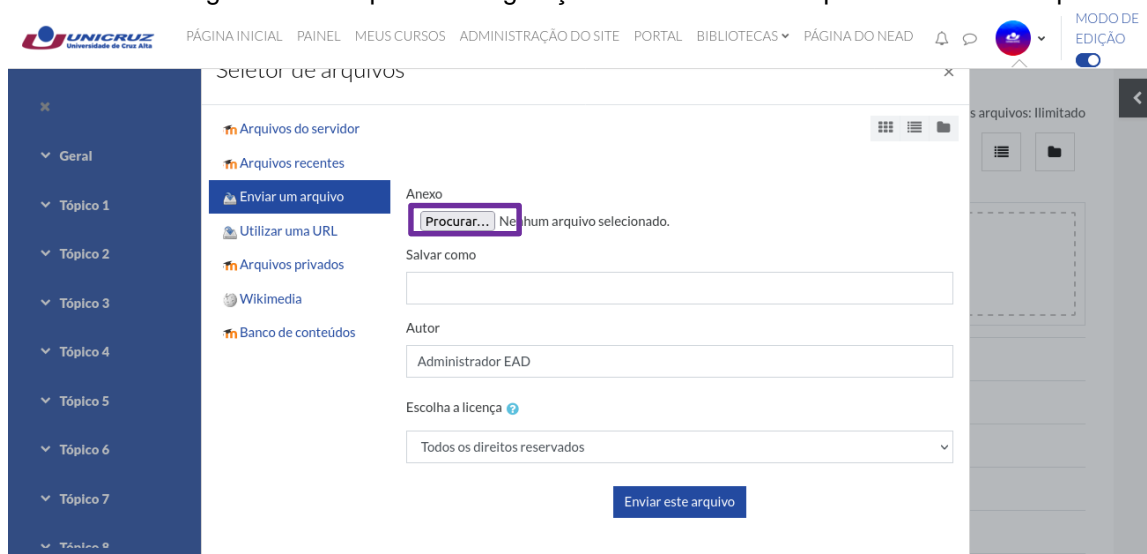 MODO DE
EDIÇÃO
UNICRUZ
Universidade de Cruz Alta
PÁGINA INICIAL PAINEL MEUS CURSOS ADMINISTRAÇÃO DO SITE PORTAL BIBLIOTECAS PÁGINA DO NEAD
Seletor de arquivos
×
s arquivos: Ilimitado
Geral
Tópico 1
Tópico 2
Tópico 3
Tópico 4
Tópico 5
Tópico 6
Tópico 7
Tópico 8
Arquivos do servidor
Arquivos recentes
Enviar um arquivo
Utilizar uma URL
Arquivos privados
Wikimedia
Banco de conteúdos
Anexo
Procurar... Nenhum arquivo selecionado.
Salvar como
Autor
Administrador EAD
Escolha a licença
Todos os direitos reservados
Enviar este arquivo